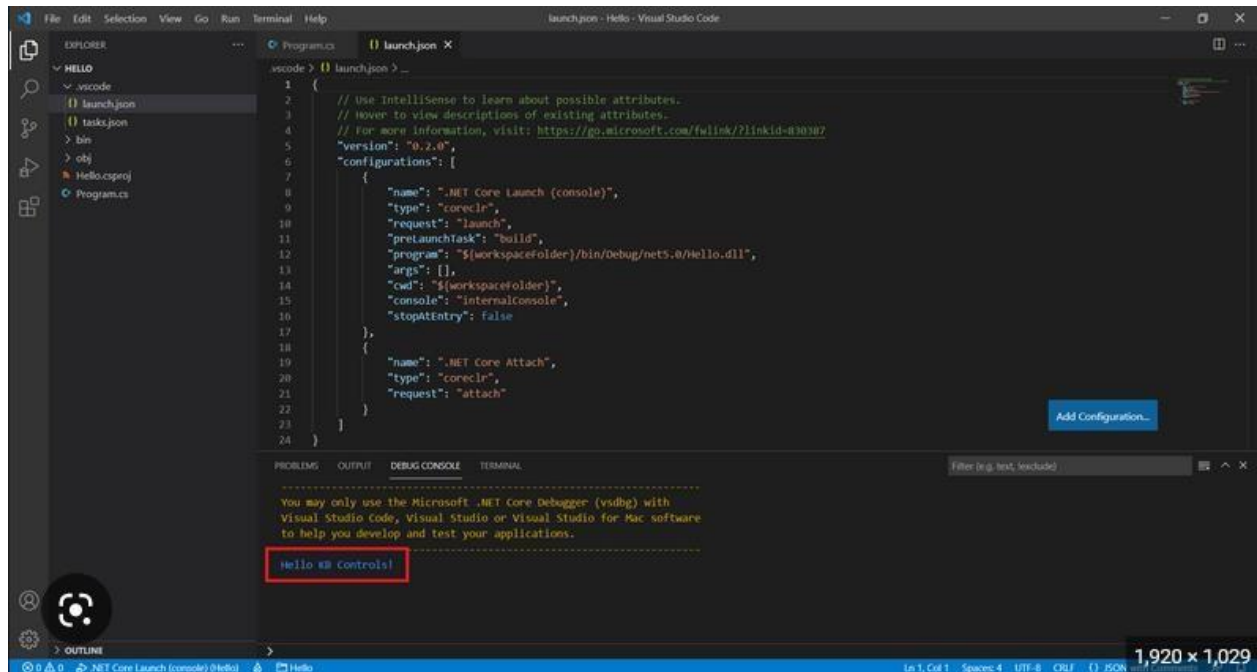 File Edit Selection View Go Run Terminal Help
launch.json - Hello - Visual Studio Code
EXPLORER
HELLO
.vscode
{} launch.json
{} tasks.json
bin
obj
Hello.csproj
Program.cs
OUTLINE
Program.cs
{} launch.json
.vscode > {} launch.json > ...
1 {
2 // Use IntelliSense to learn about possible attributes.
3 // Hover to view descriptions of existing attributes.
4 // For more information, visit: https://go.microsoft.com/fwlink/?linkid=830387
5 "version": "0.2.0",
6 "configurations": [
7 {
8 "name": ".NET Core Launch (console)",
9 "type": "coreclr",
10 "request": "launch",
11 "preLaunchTask": "build",
12 "program": "${workspaceFolder}/bin/Debug/net5.0/Hello.dll",
13 "args": [],
14 "cwd": "${workspaceFolder}",
15 "console": "internalConsole",
16 "stopAtEntry": false
17 },
18 {
19 "name": ".NET Core Attach",
20 "type": "coreclr",
21 "request": "attach"
22 }
23 ]
24 }
Add Configuration...
PROBLEMS OUTPUT DEBUG CONSOLE TERMINAL
Filter (e.g. text, !exclude)
You may only use the Microsoft .NET Core Debugger (vsdbg) with
Visual Studio Code, Visual Studio or Visual Studio for Mac software
to help you develop and test your applications.
Hello KB Controls!
0 0 .NET Core Launch (console) (Hello) Hello
Ln 1, Col 1 Spaces: 4 UTF-8 CRLF {} JSON
1,920 × 1,029